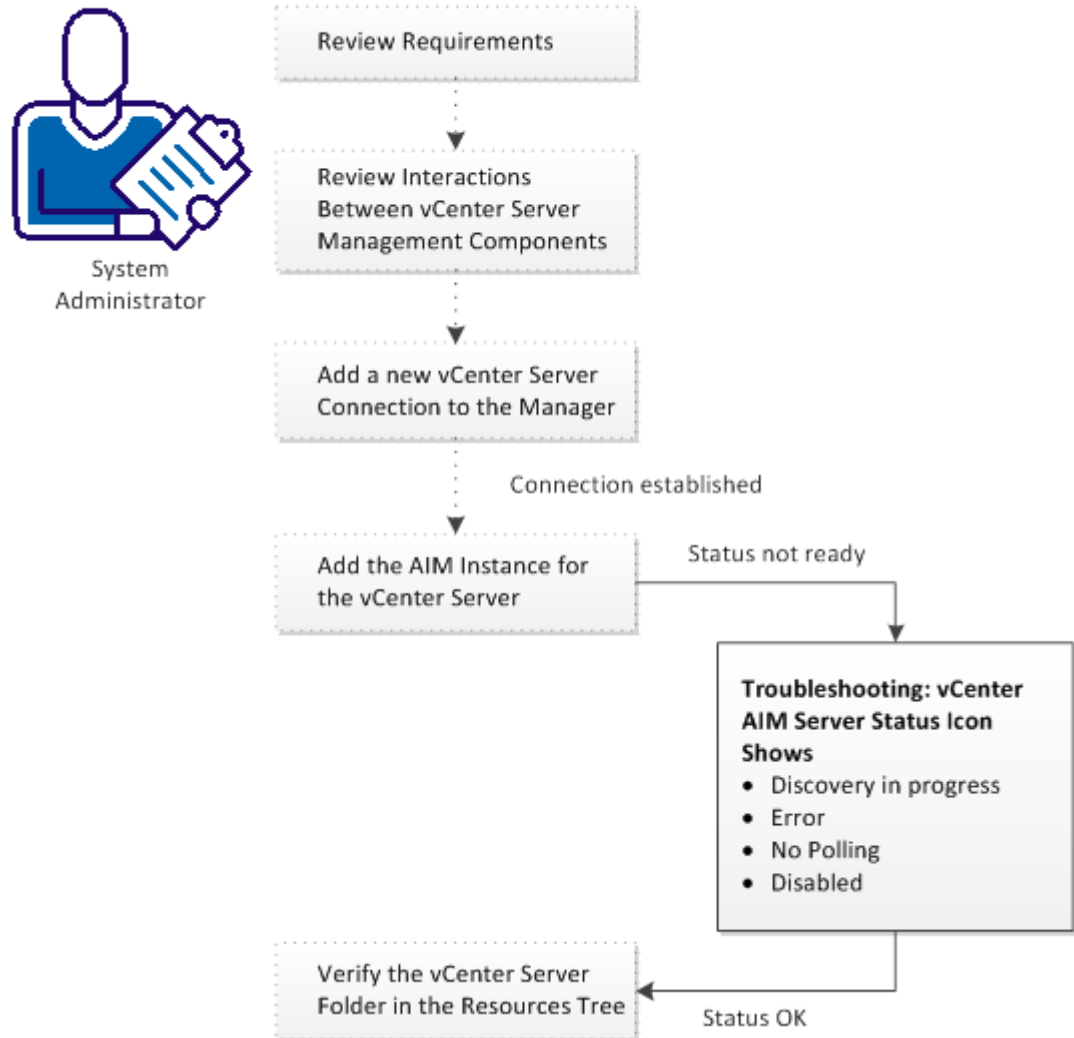 Review Requirements
Review Interactions
Between vCenter Server
Management Components
System
Administrator
Add a new vCenter Server
Connection to the Manager
Connection established
Add the AIM Instance for
the vCenter Server
Status not ready
Troubleshooting: vCenter
AIM Server Status Icon
Shows
• Discovery in progress
• Error
• No Polling
• Disabled
Verify the vCenter Server
Folder in the Resources Tree
Status OK